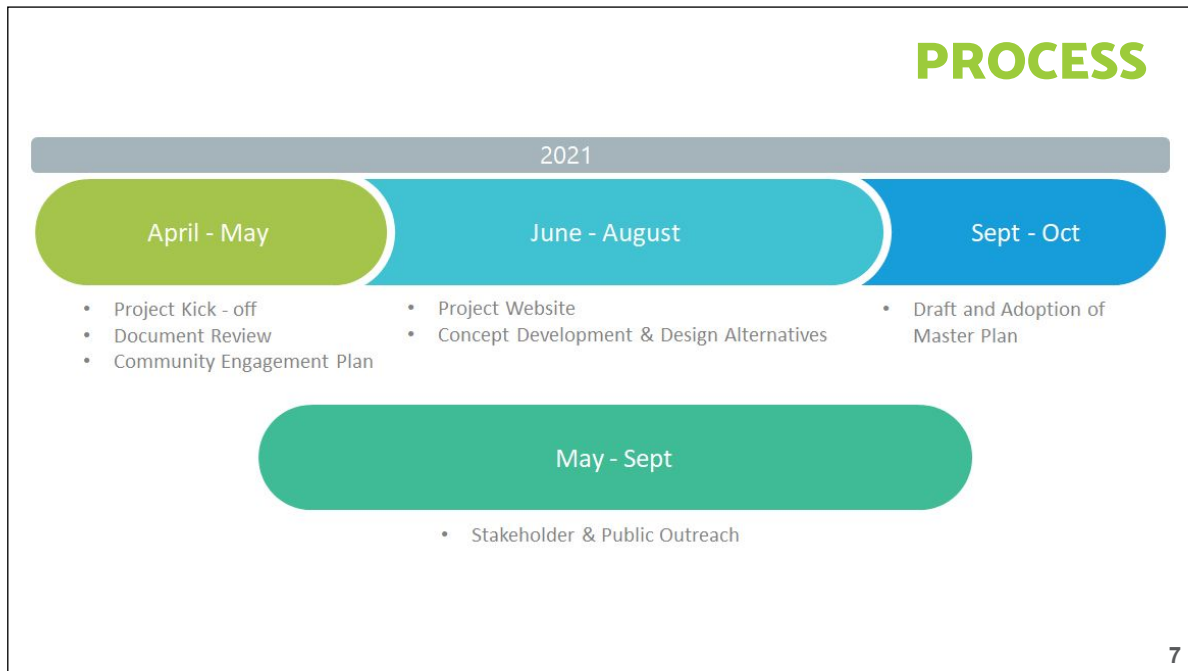 PROCESS
2021
April - May
June - August
Sept - Oct
• Project Kick - off
• Document Review
• Community Engagement Plan
• Project Website
• Concept Development & Design Alternatives
• Draft and Adoption of
Master Plan
May - Sept
• Stakeholder & Public Outreach
7